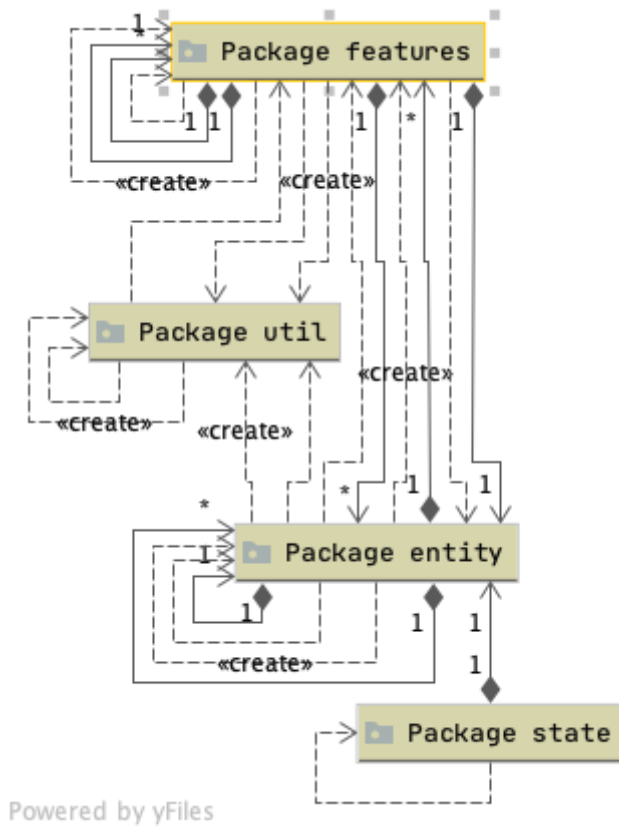 1
*
Package features
1
1
1
*
1
«create»
«create»
Package util
«create»
«create»
«create»
*
*
1
1
1
Package entity
1
1
1
«create»
1
Package state
Powered by yFiles